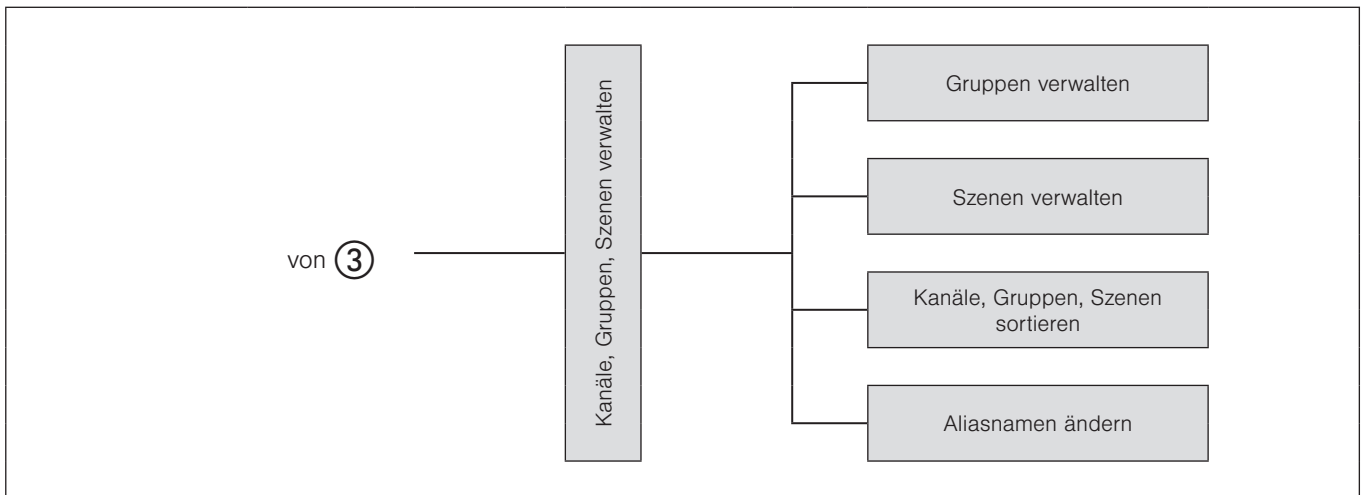 von 3
Kanäle, Gruppen, Szenen verwalten
Gruppen verwalten
Szenen verwalten
Kanäle, Gruppen, Szenen
sortieren
Aliasnamen ändern